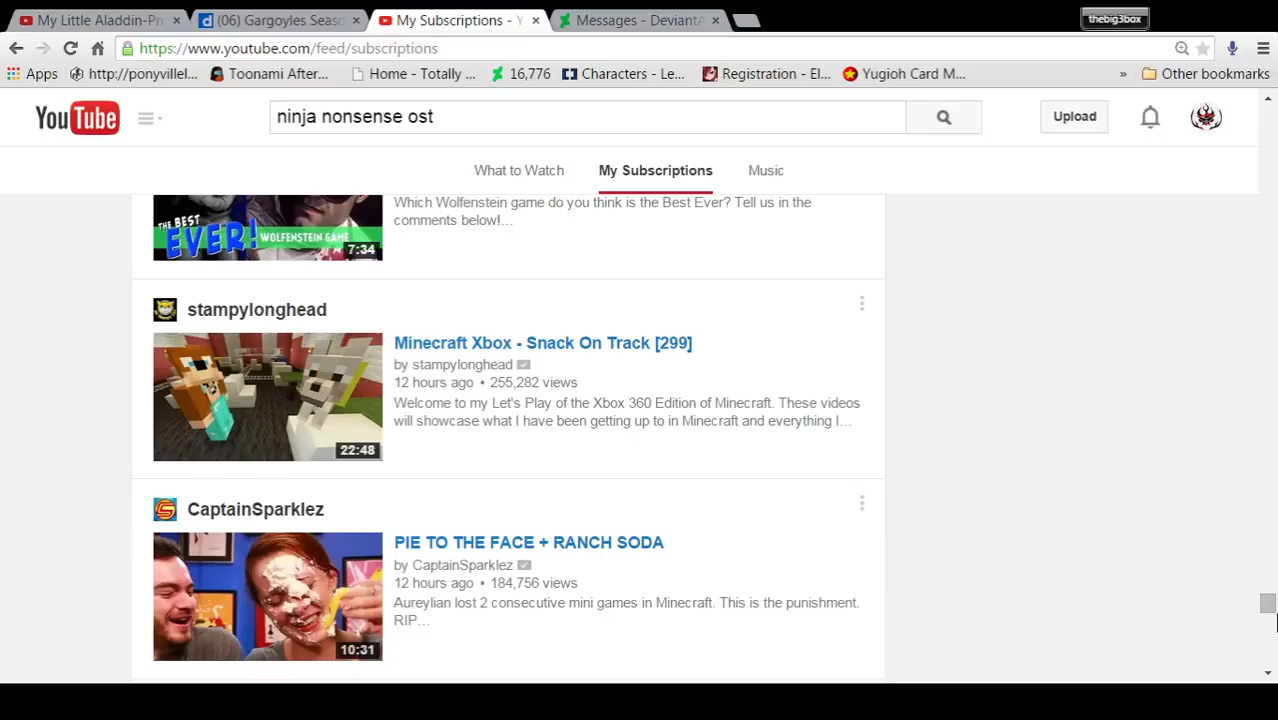 My Little Aladdin-Pri
(06) Gargoyles Seaso
My Subscriptions - Y
Messages - DeviantA
thebig3box
https://www.youtube.com/feed/subscriptions
Apps
http://ponyvillel...
Toonami After...
Home - Totally ...
16,776
Characters - Le...
Registration - El...
Yugioh Card M...
»
Other bookmarks
YouTube
ninja nonsense ost
Upload
What to Watch
My Subscriptions
Music
THE BEST
EVER!
WOLFENSTEIN GAME
7:34
Which Wolfenstein game do you think is the Best Ever? Tell us in the
comments below!...
stampylonghead
Minecraft Xbox - Snack On Track [299]
by stampylonghead
12 hours ago • 255,282 views
Welcome to my Let's Play of the Xbox 360 Edition of Minecraft. These videos
will showcase what I have been getting up to in Minecraft and everything I...
22:48
CaptainSparklez
PIE TO THE FACE + RANCH SODA
by CaptainSparklez
12 hours ago • 184,756 views
Aureylian lost 2 consecutive mini games in Minecraft. This is the punishment.
RIP...
10:31